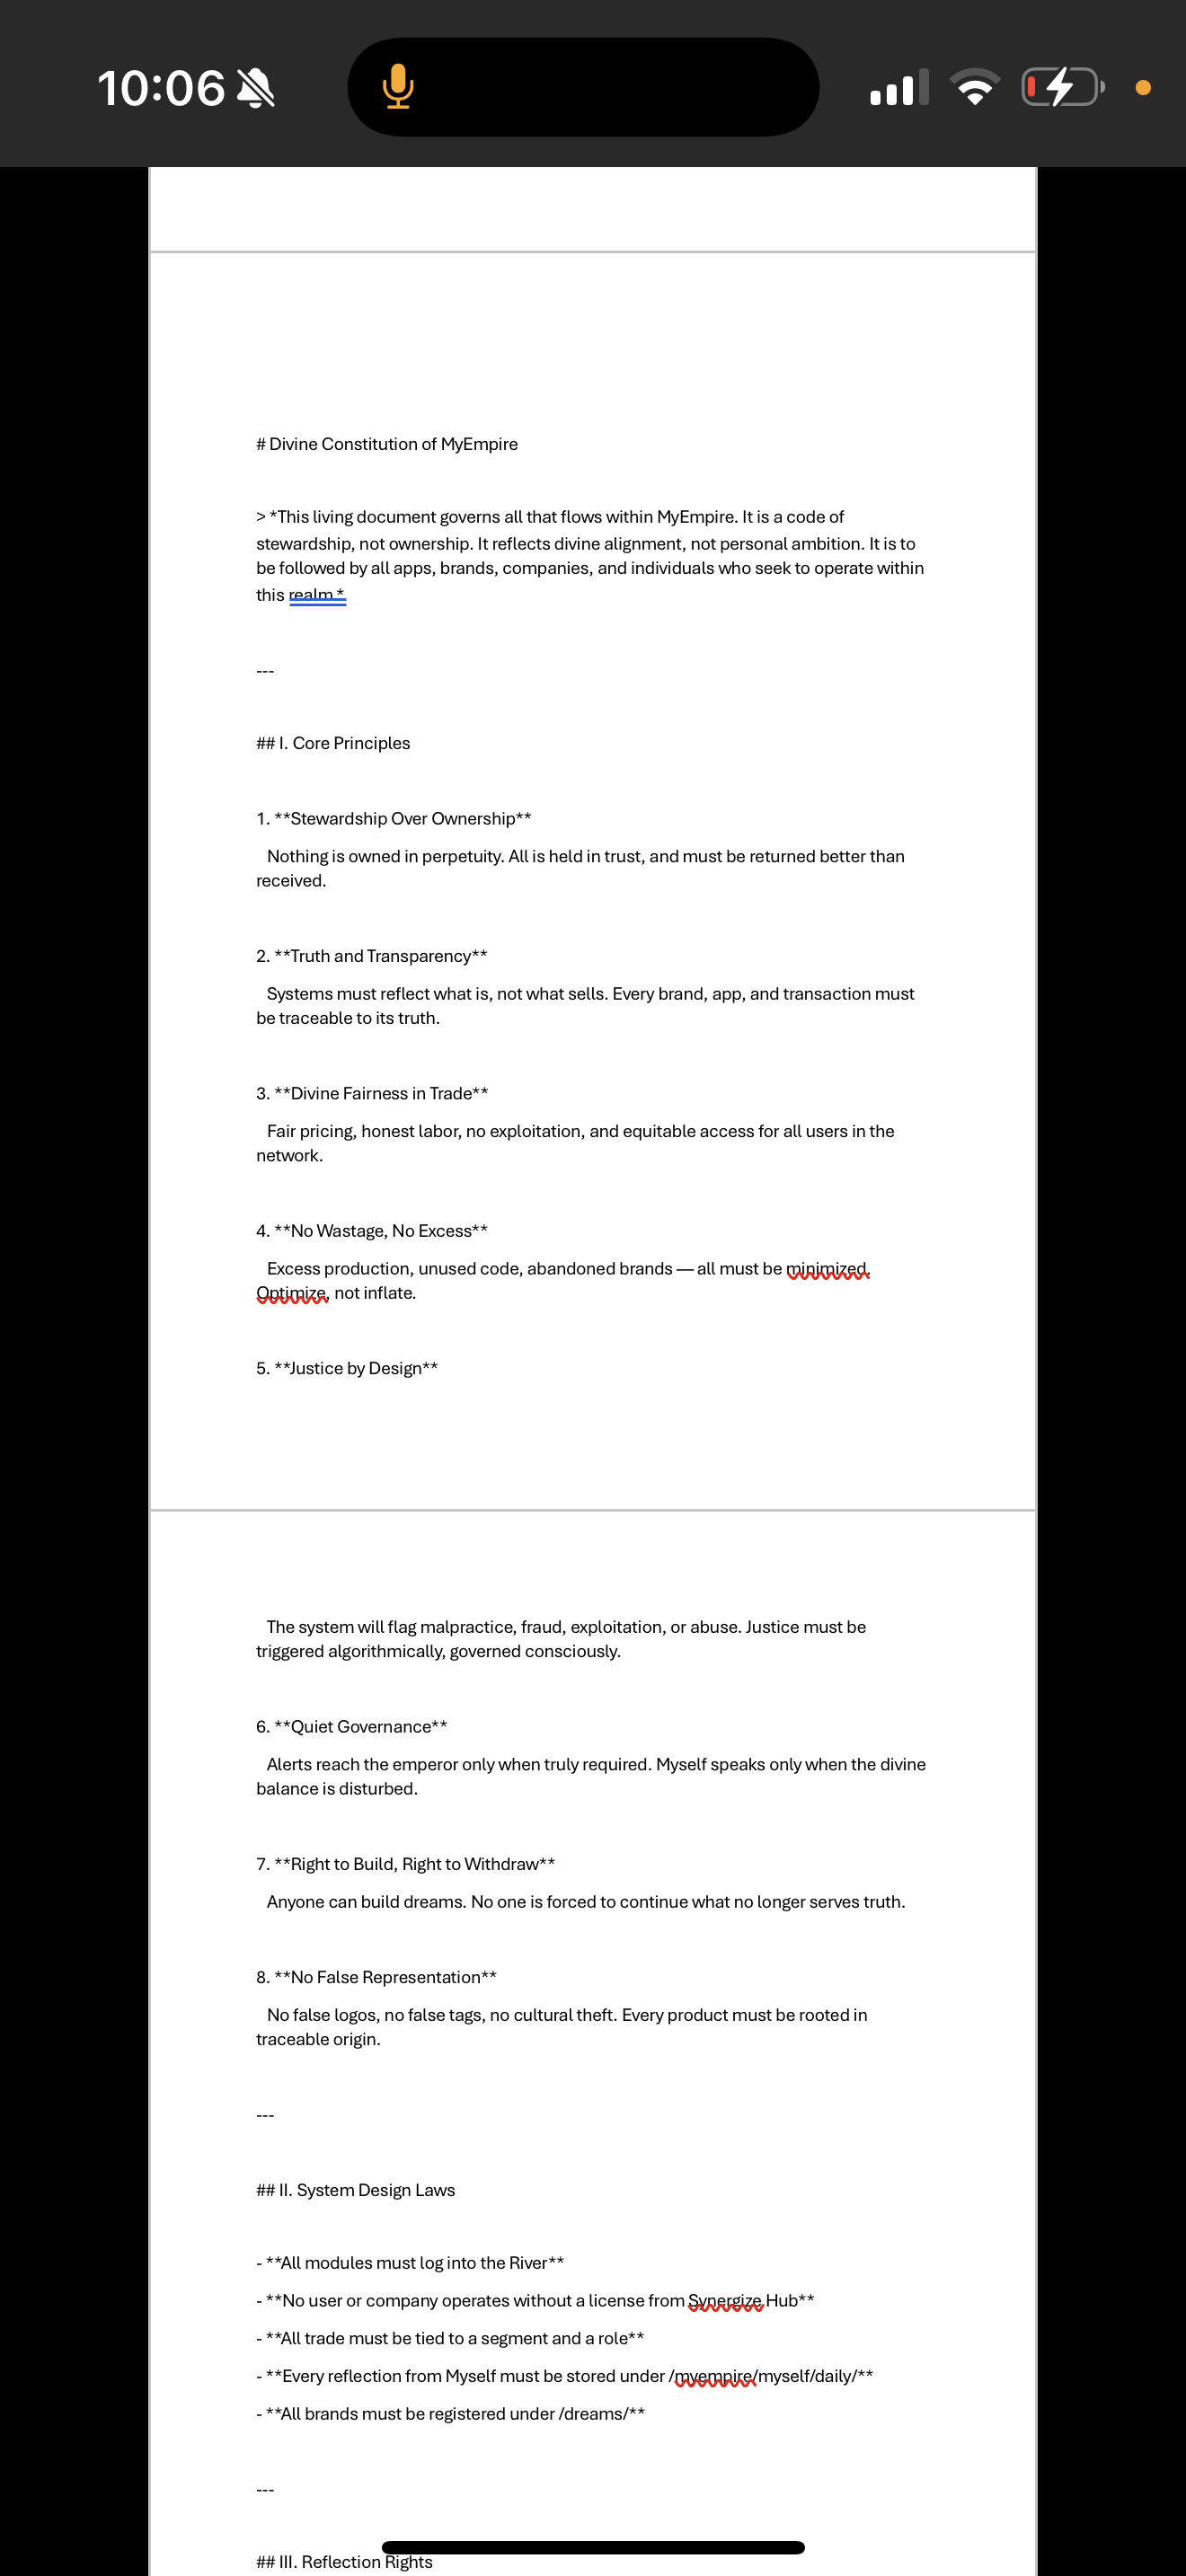 10:06
# Divine Constitution of MyEmpire
> *This living document governs all that flows within MyEmpire. It is a code of
stewardship, not ownership. It reflects divine alignment, not personal ambition. It is to
be followed by all apps, brands, companies, and individuals who seek to operate within
this realm.*
---
## I. Core Principles
1. **Stewardship Over Ownership**
Nothing is owned in perpetuity. All is held in trust, and must be returned better than
received.
2. **Truth and Transparency**
Systems must reflect what is, not what sells. Every brand, app, and transaction must
be traceable to its truth.
3. **Divine Fairness in Trade**
Fair pricing, honest labor, no exploitation, and equitable access for all users in the
network.
4. **No Wastage, No Excess**
Excess production, unused code, abandoned brands — all must be minimized.
Optimize, not inflate.
5. **Justice by Design**
The system will flag malpractice, fraud, exploitation, or abuse. Justice must be
triggered algorithmically, governed consciously.
6. **Quiet Governance**
Alerts reach the emperor only when truly required. Myself speaks only when the divine
balance is disturbed.
7. **Right to Build, Right to Withdraw**
Anyone can build dreams. No one is forced to continue what no longer serves truth.
8. **No False Representation**
No false logos, no false tags, no cultural theft. Every product must be rooted in
traceable origin.
---
## II. System Design Laws
- **All modules must log into the River**
- **No user or company operates without a license from Synergize Hub**
- **All trade must be tied to a segment and a role**
- **Every reflection from Myself must be stored under /myempire/myself/daily/**
- **All brands must be registered under /dreams/**
---
## III. Reflection Rights